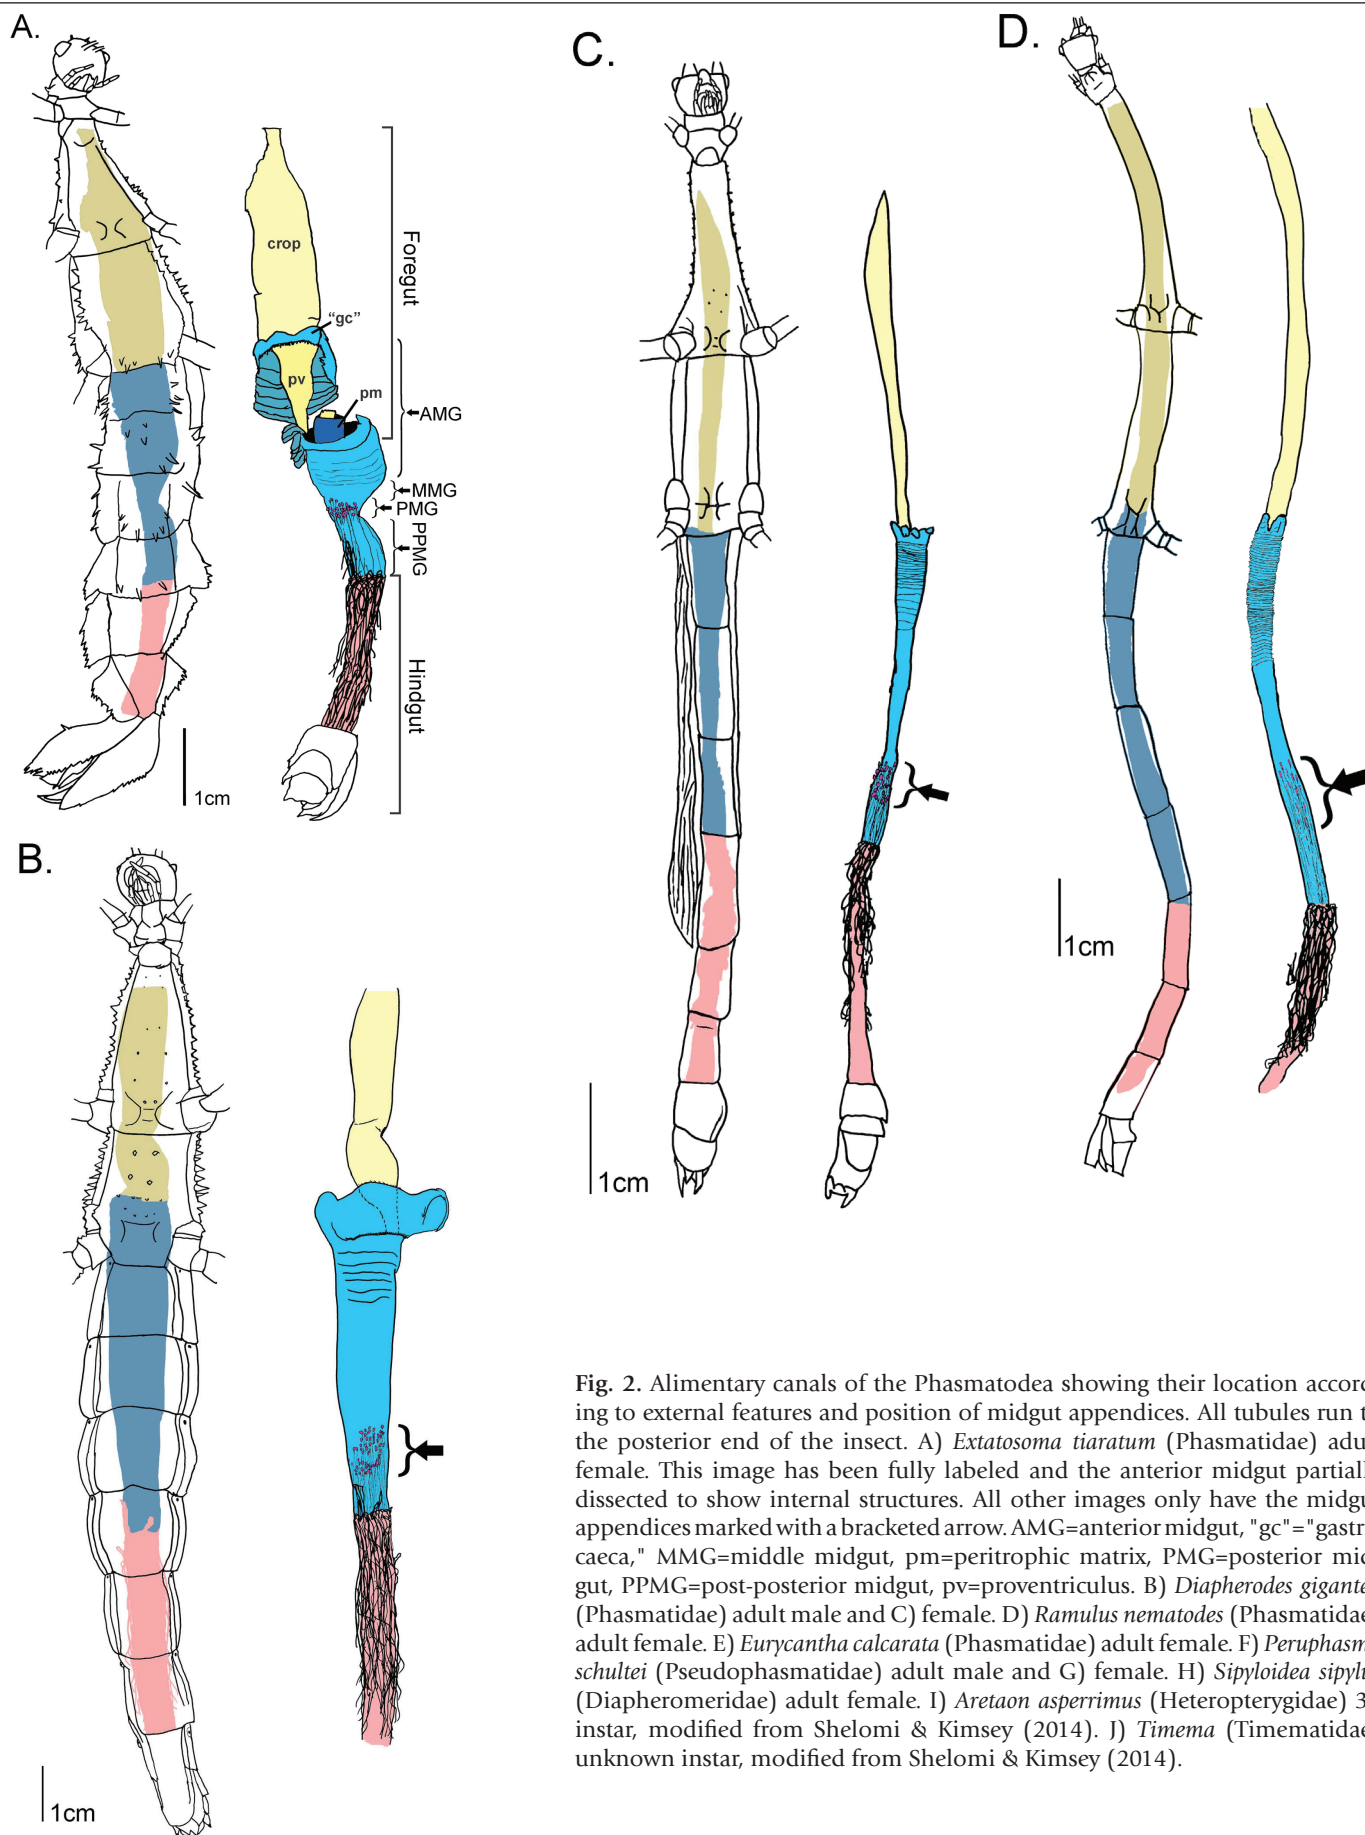 A.
C.
D.
crop
"gc"
pv
pm
Foregut
AMG
MMG
PMG
PPMG
Hindgut
1cm
B.
1cm
1cm
1cm
Fig. 2. Alimentary canals of the Phasmatodea showing their location accord
ing to external features and position of midgut appendices. All tubules run t
the posterior end of the insect. A) Extatosoma tiaratum (Phasmatidae) adu
female. This image has been fully labeled and the anterior midgut partiall
dissected to show internal structures. All other images only have the midgu
appendices marked with a bracketed arrow. AMG=anterior midgut, "gc"="gastri
caeca," MMG=middle midgut, pm=peritrophic matrix, PMG=posterior mid
gut, PPMG=post-posterior midgut, pv=proventriculus. B) Diapherodes gigante
(Phasmatidae) adult male and C) female. D) Ramulus nematodes (Phasmatidae
adult female. E) Eurycantha calcarata (Phasmatidae) adult female. F) Peruphasm
schultei (Pseudophasmatidae) adult male and G) female. H) Sipyloidea sipyl
(Diapheromeridae) adult female. I) Aretaon asperrimus (Heteropterygidae) 3
instar, modified from Shelomi & Kimsey (2014). J) Timema (Timematidae
unknown instar, modified from Shelomi & Kimsey (2014).